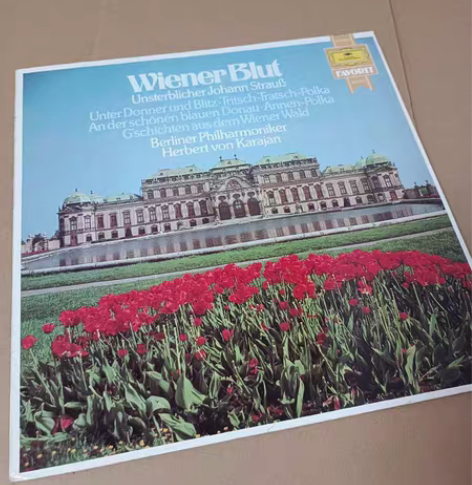 Wiener Blut
Unsterblicher Johann Strauß
Unter Donner und Blitz · Tritsch-Tratsch-Polka
An der schönen blauen Donau · Annen-Polka
G'schichten aus dem Wiener Wald
Berliner Philharmoniker
Herbert von Karajan
FAVORIT